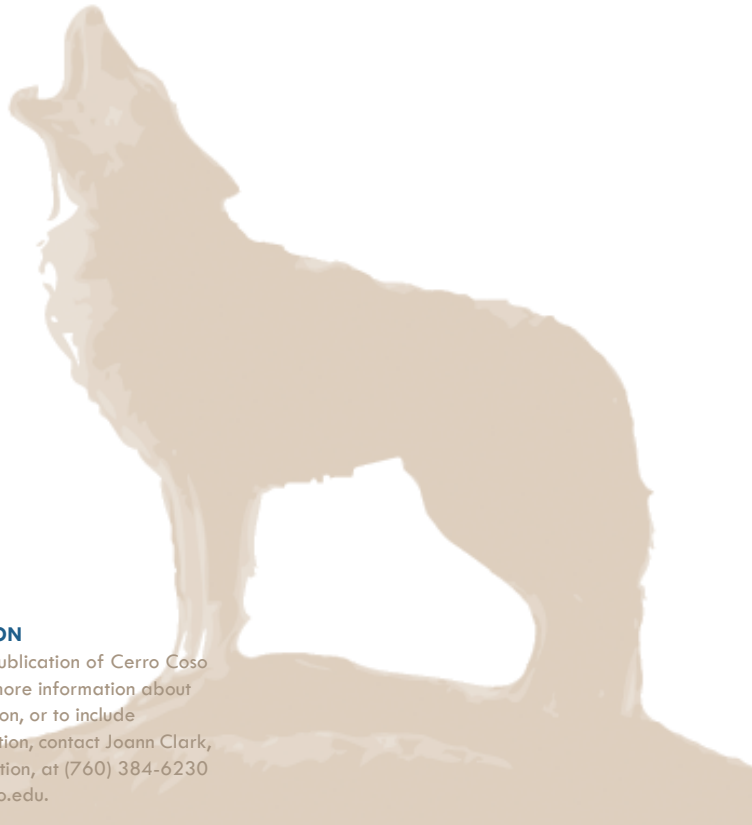 ON
ublication of Cerro Coso
more information about
on, or to include
tion, contact Joann Clark,
tion, at (760) 384-6230
o.edu.